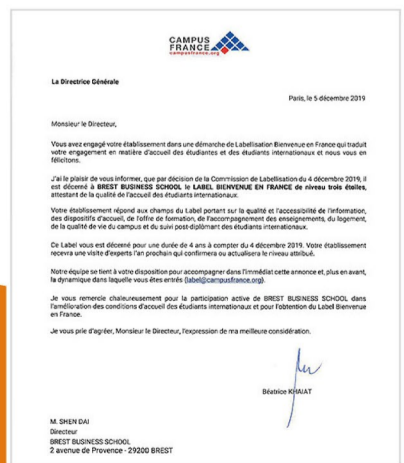 CAMPUS
FRANCE
campusfrance.org
La Directrice Générale
Paris, le 5 décembre 2019
Monsieur le Directeur,
Vous avez engagé votre établissement dans une démarche de Labellisation Bienvenue en France qui traduit
votre engagement en matière d'accueil des étudiantes et des étudiants internationaux et nous vous en
félicitons.
J'ai le plaisir de vous informer, que par décision de la Commission de Labellisation du 4 décembre 2019, il
est décerné à BREST BUSINESS SCHOOL le LABEL BIENVENUE EN FRANCE de niveau trois étoiles,
attestant de la qualité de l'accueil des étudiants internationaux.
Votre établissement répond aux champs du Label portant sur la qualité et l'accessibilité de l'information,
des dispositifs d'accueil, de l'offre de formation, de l'accompagnement des enseignements, du logement,
de la qualité de vie du campus et du suivi post-diplômant des étudiants internationaux.
Ce Label vous est décerné pour une durée de 4 ans à compter du 4 décembre 2019. Votre établissement
recevra une visite d'experts l'an prochain qui confirmera ou actualisera le niveau attribué.
Notre équipe se tient à votre disposition pour accompagner dans l'immédiat cette annonce et, plus en avant,
la dynamique dans laquelle vous êtes entrés (label@campusfrance.org).
Je vous remercie chaleureusement pour la participation active de BREST BUSINESS SCHOOL dans
l'amélioration des conditions d'accueil des étudiants internationaux et pour l'obtention du Label Bienvenue
en France.
Je vous prie d'agréer, Monsieur le Directeur, l'expression de ma meilleure considération.
Béatrice KHAIAT
M. SHEN DAI
Directeur
BREST BUSINESS SCHOOL
2 avenue de Provence - 29200 BREST